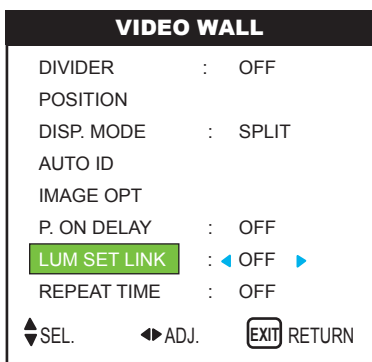 VIDEO WALL
DIVIDER : OFF
POSITION
DISP. MODE : SPLIT
AUTO ID
IMAGE OPT
P. ON DELAY : OFF
LUM SET LINK : OFF
REPEAT TIME : OFF
SEL. ADJ. EXIT RETURN